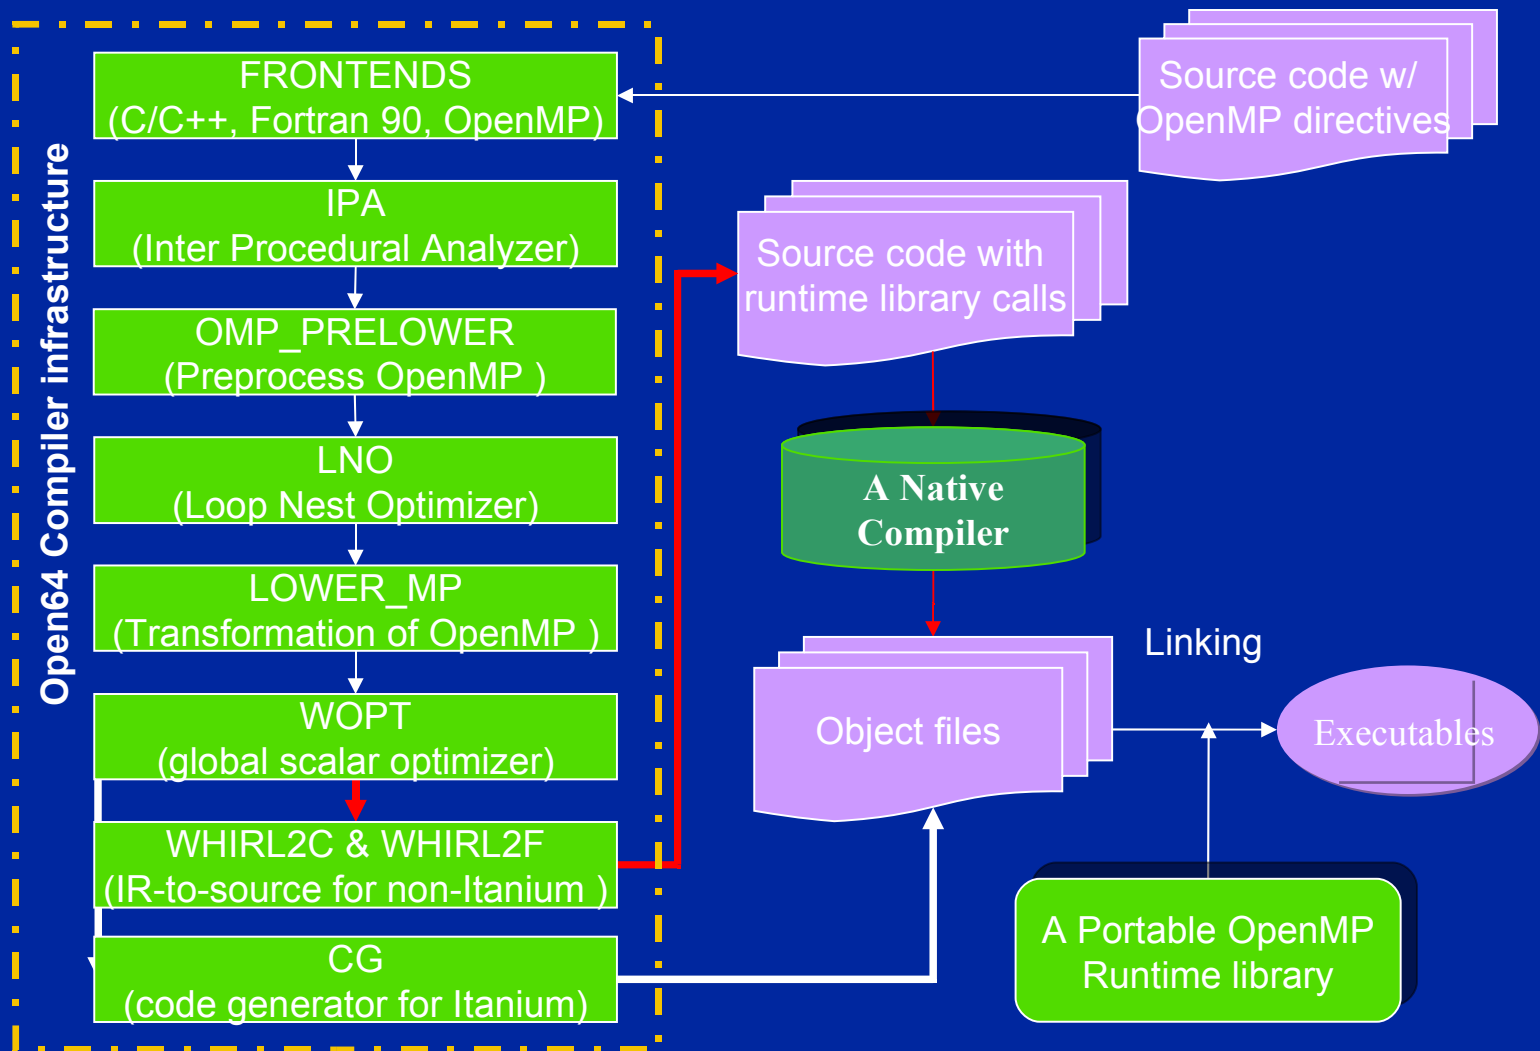 Open64 Compiler infrastructure
FRONTENDS
(C/C++, Fortran 90, OpenMP)
IPA
(Inter Procedural Analyzer)
OMP_PRELOWER
(Preprocess OpenMP )
LNO
(Loop Nest Optimizer)
LOWER_MP
(Transformation of OpenMP )
WOPT
(global scalar optimizer)
WHIRL2C & WHIRL2F
(IR-to-source for non-Itanium )
CG
(code generator for Itanium)
Source code w/
OpenMP directives
Source code with
runtime library calls
A Native
Compiler
Object files
Linking
Executables
A Portable OpenMP
Runtime library